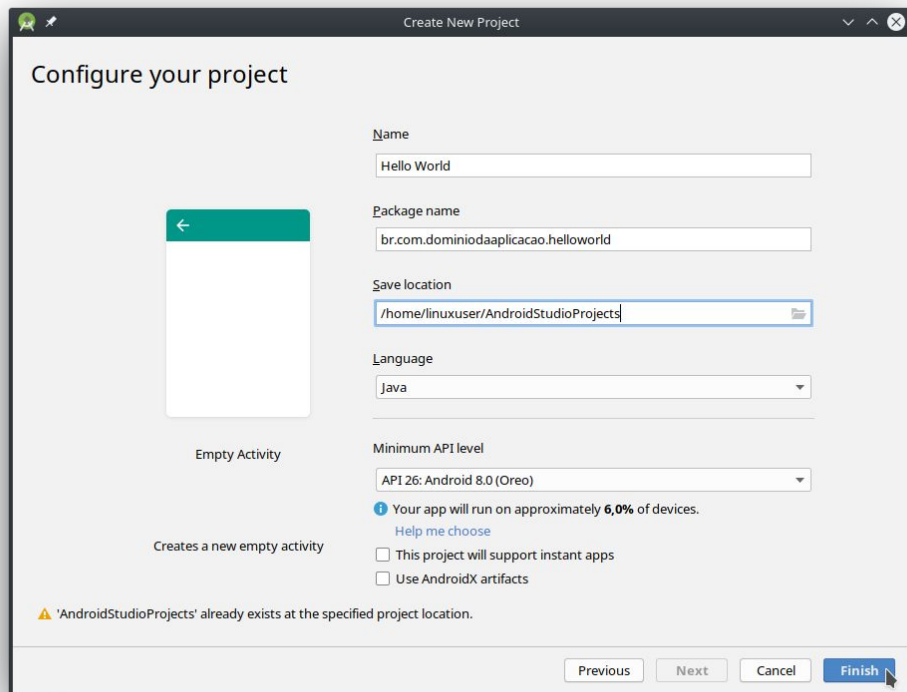 Create New Project
Configure your project
Name
Hello World
Package name
br.com.dominiodaaplicacao.helloworld
Save location
/home/linuxuser/AndroidStudioProjects
Language
Java
Empty Activity
Minimum API level
API 26: Android 8.0 (Oreo)
Your app will run on approximately 6,0% of devices.
Help me choose
Creates a new empty activity
This project will support instant apps
Use AndroidX artifacts
'AndroidStudioProjects' already exists at the specified project location.
Previous
Next
Cancel
Finish